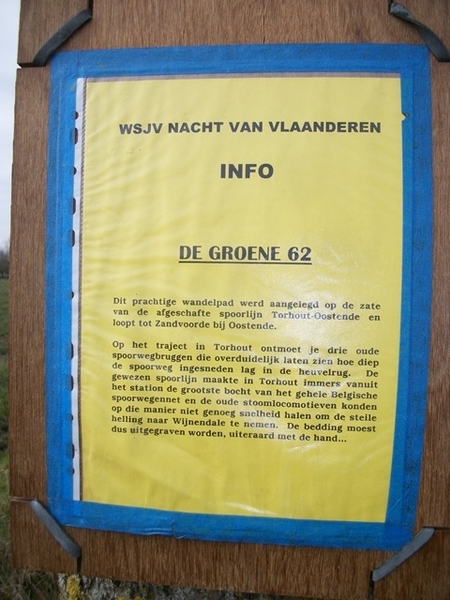 WSJV NACHT VAN VLAANDEREN
INFO
DE GROENE 62
Dit prachtige wandelpad werd aangelegd op de zate
van de afgeschafte spoorlijn Torhout-Oostende en
loopt tot Zandvoorde bij Oostende.
Op het traject in Torhout ontmoet je drie oude
spoorwegbruggen die overduidelijk laten zien hoe diep
de spoorweg ingesneden lag in de heuvelrug. De
gewezen spoorlijn maakte in Torhout immers vanuit
het station de grootste bocht van het gehele Belgische
spoorwegennet en de oude stoomlocomotieven konden
op die manier niet genoeg snelheid halen om de steile
helling naar Wijnendale te nemen. De bedding moest
dus uitgegraven worden, uiteraard met de hand...